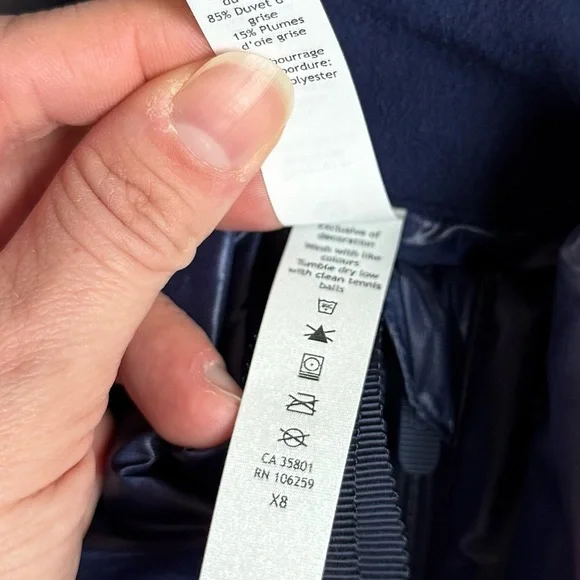 85% Duvet d
grise
15% Plumes
d'oie grise
bourrage
bordure:
olyester
exclusive of
decoration
Wash with like
colours
Tumble dry low
with clean tennis
balls
CA 35801
RN 106259
X8